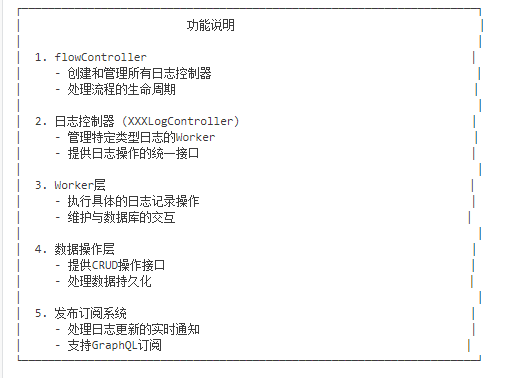 功能说明
1. flowController
- 创建和管理所有日志控制器
- 处理流程的生命周期
2. 日志控制器 (XXXLogController)
- 管理特定类型日志的Worker
- 提供日志操作的统一接口
3. Worker层
- 执行具体的日志记录操作
- 维护与数据库的交互
4. 数据操作层
- 提供CRUD操作接口
- 处理数据持久化
5. 发布订阅系统
- 处理日志更新的实时通知
- 支持GraphQL订阅